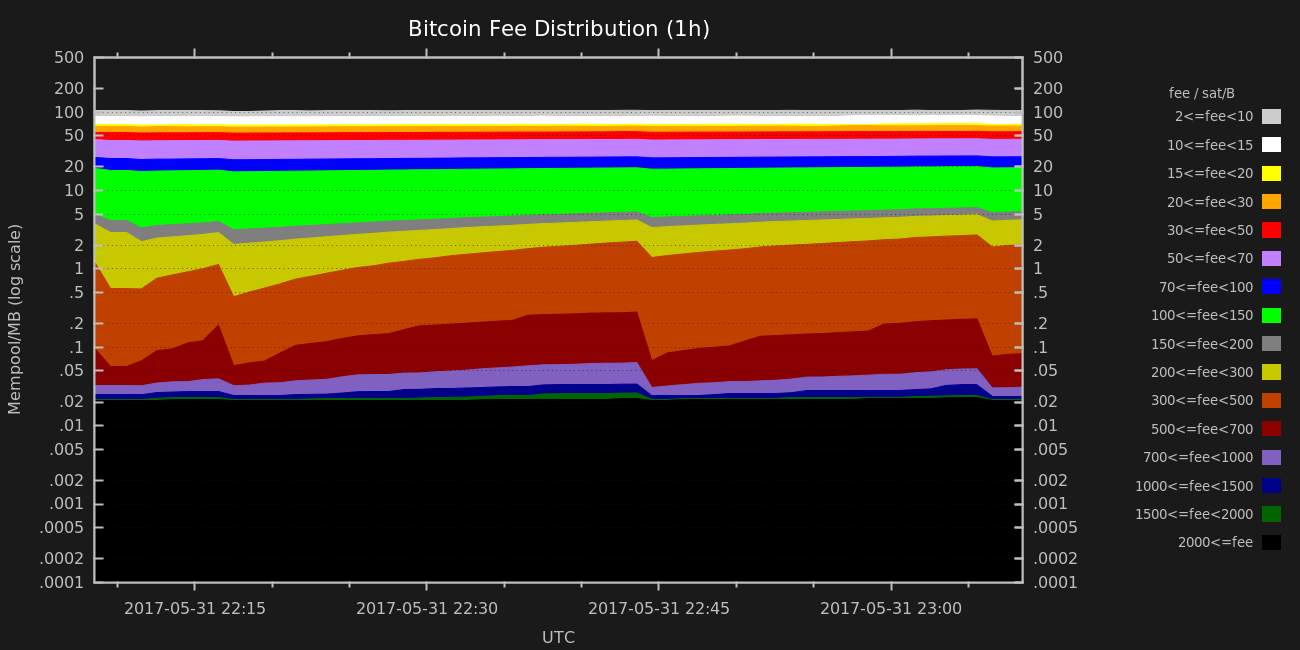 Bitcoin Fee Distribution (1h)
Mempool/MB (log scale)
500
200
100
50
20
10
5
2
1
.5
.2
.1
.05
.02
.01
.005
.002
.001
.0005
.0002
.0001
500
200
100
50
20
10
5
2
1
.5
.2
.1
.05
.02
.01
.005
.002
.001
.0005
.0002
.0001
2017-05-31 22:15 2017-05-31 22:30 2017-05-31 22:45 2017-05-31 23:00
UTC
fee / sat/B
2<=fee<10
10<=fee<15
15<=fee<20
20<=fee<30
30<=fee<50
50<=fee<70
70<=fee<100
100<=fee<150
150<=fee<200
200<=fee<300
300<=fee<500
500<=fee<700
700<=fee<1000
1000<=fee<1500
1500<=fee<2000
2000<=fee